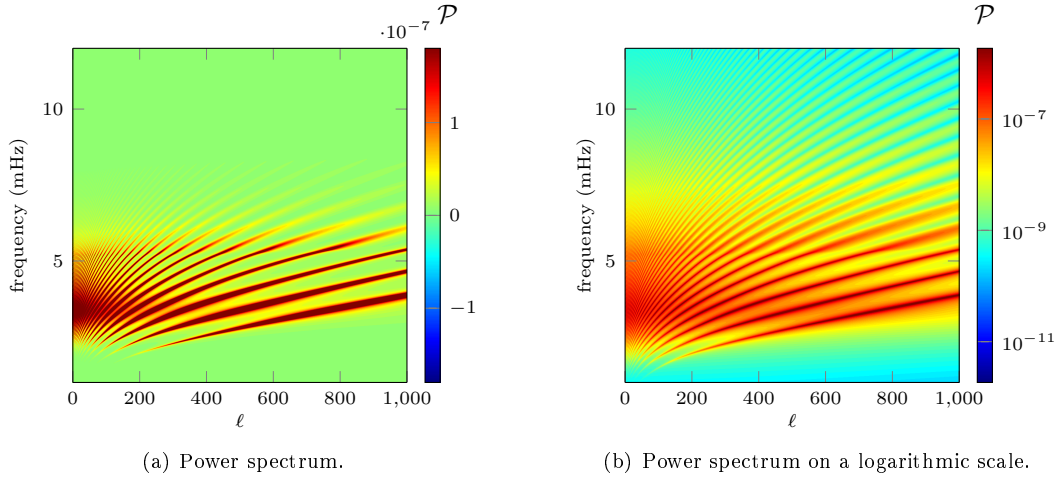 ·10⁻⁷ 𝒫
10
5
frequency (mHz)
0 200 400 600 800 1,000
ℓ
1
0
−1
(a) Power spectrum.
𝒫
10
5
frequency (mHz)
0 200 400 600 800 1,000
ℓ
10⁻⁷
10⁻⁹
10⁻¹¹
(b) Power spectrum on a logarithmic scale.